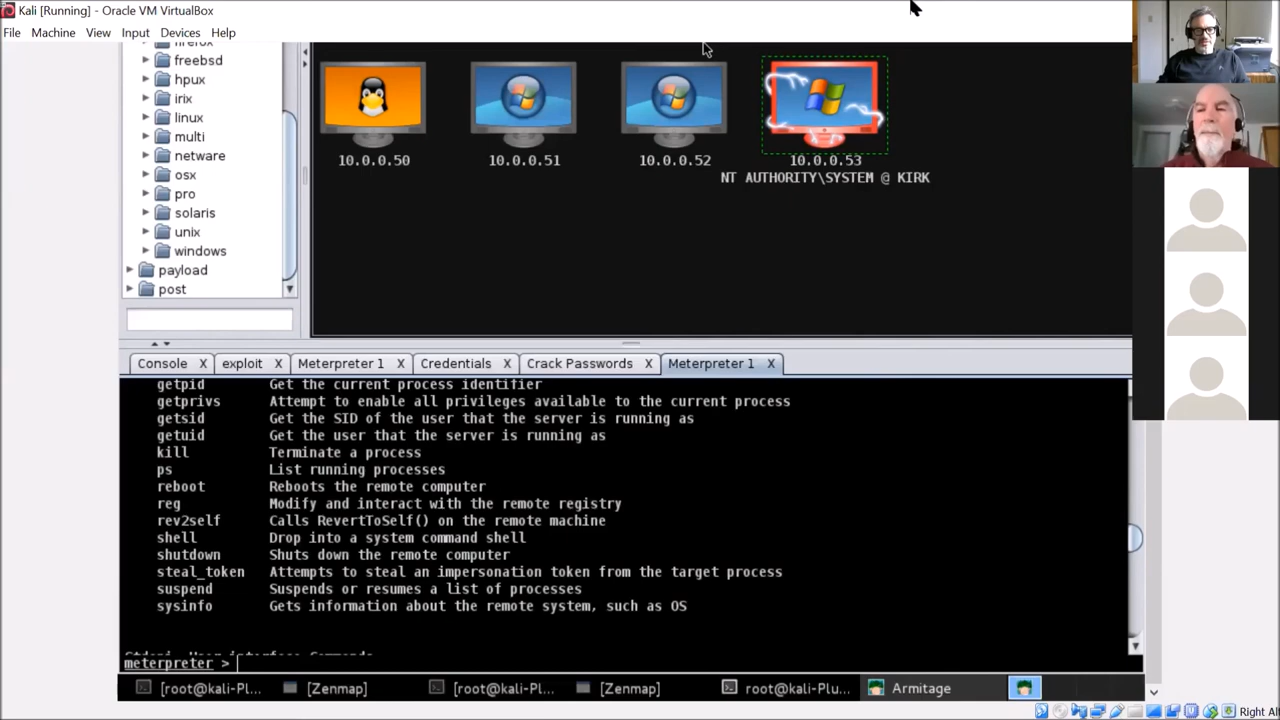 Kali [Running] - Oracle VM VirtualBox
File Machine View Input Devices Help
firefox
freebsd
hpux
irix
linux
multi
netware
osx
pro
solaris
unix
windows
payload
post
10.0.0.50
10.0.0.51
10.0.0.52
10.0.0.53
NT AUTHORITY\SYSTEM @ KIRK
Console X exploit X Meterpreter 1 X Credentials X Crack Passwords X Meterpreter 1 X
getpid Get the current process identifier
getprivs Attempt to enable all privileges available to the current process
getsid Get the SID of the user that the server is running as
getuid Get the user that the server is running as
kill Terminate a process
ps List running processes
reboot Reboots the remote computer
reg Modify and interact with the remote registry
rev2self Calls RevertToSelf() on the remote machine
shell Drop into a system command shell
shutdown Shuts down the remote computer
steal_token Attempts to steal an impersonation token from the target process
suspend Suspends or resumes a list of processes
sysinfo Gets information about the remote system, such as OS
Stdapi: User interface Commands
meterpreter >
[root@kali-Pl... [Zenmap] [root@kali-Pl... [Zenmap] root@kali-Plu... Armitage
Right Al